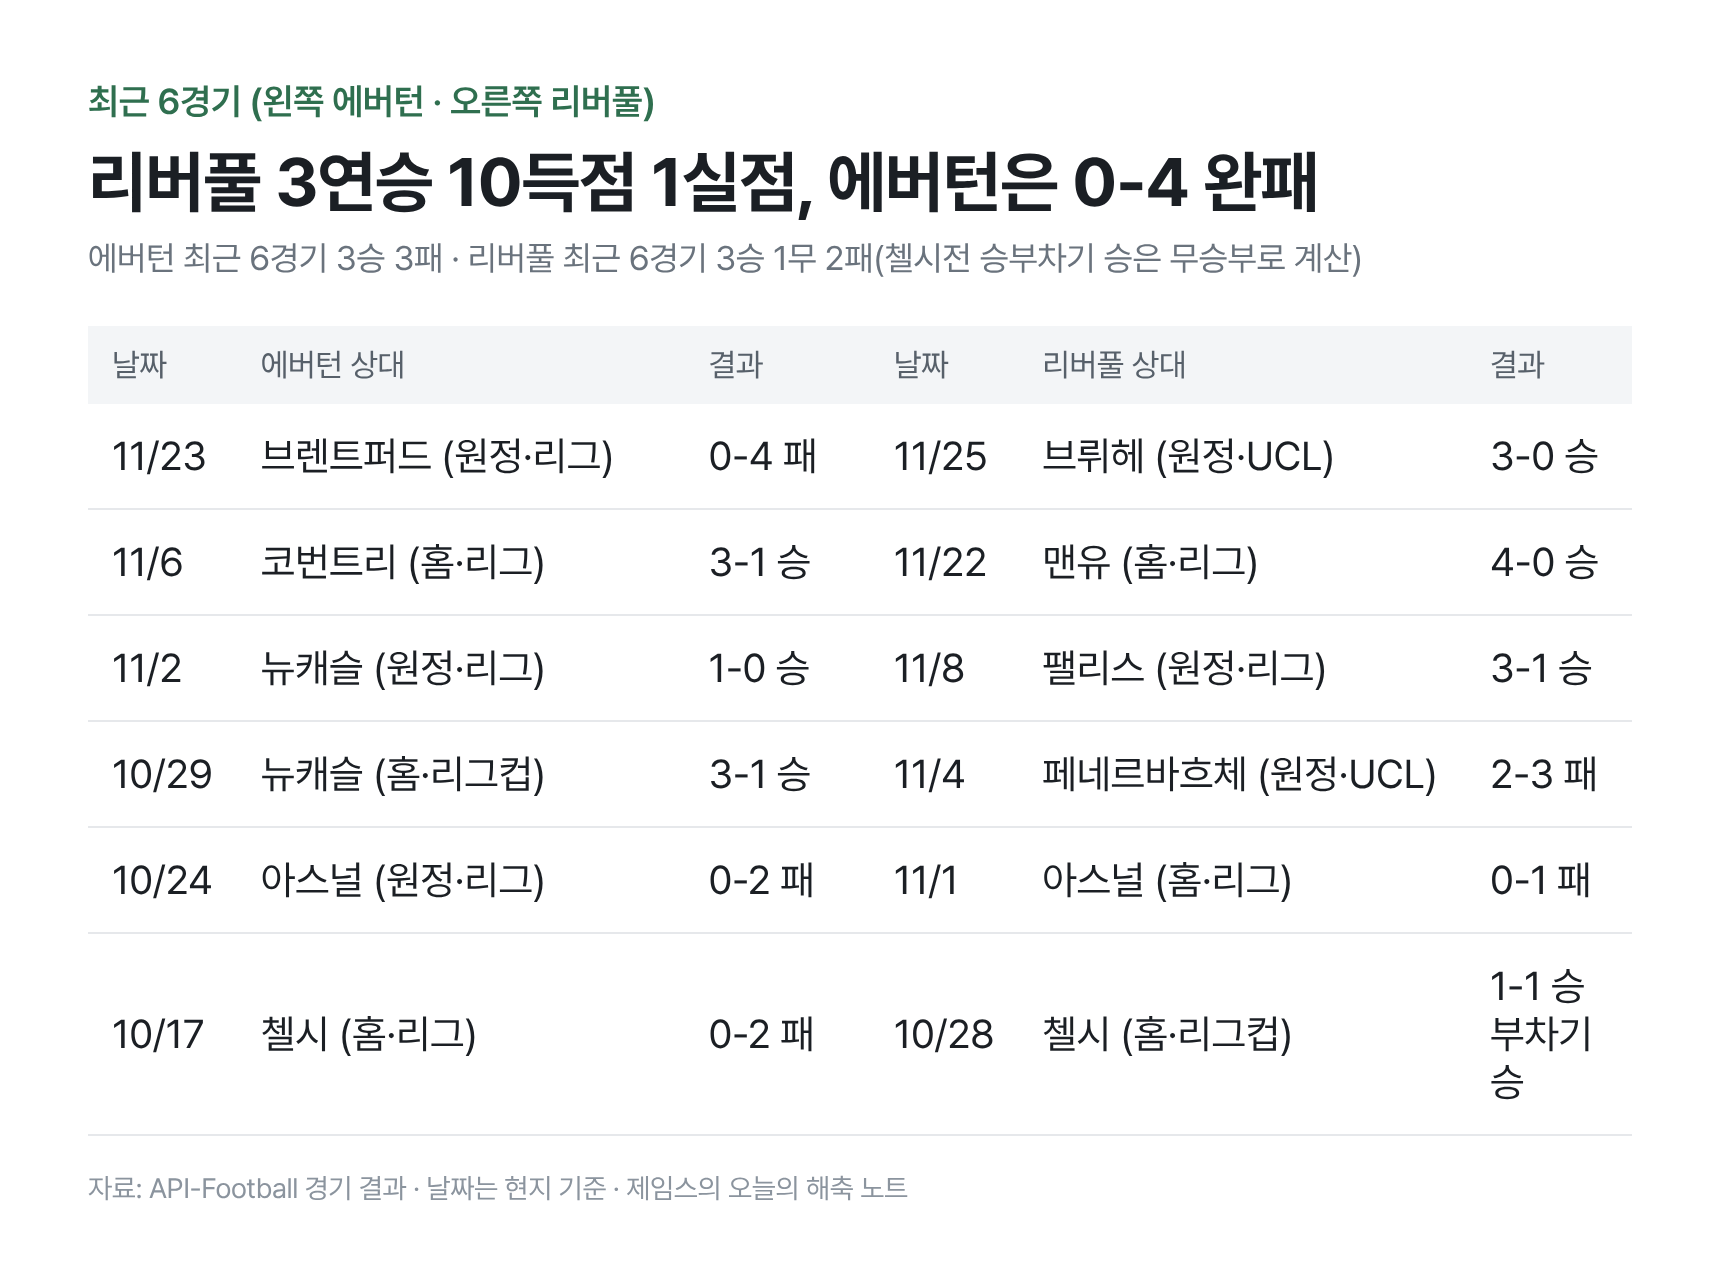 최근 6경기 (왼쪽 에버턴 · 오른쪽 리버풀)
리버풀 3연승 10득점 1실점, 에버턴은 0-4 완패
에버턴 최근 6경기 3승 3패 · 리버풀 최근 6경기 3승 1무 2패(첼시전 승부차기 승은 무승부로 계산)
날짜 에버턴 상대 결과 날짜 리버풀 상대 결과
11/23 브렌트퍼드 (원정·리그) 0-4 패 11/25 브뤼헤 (원정·UCL) 3-0 승
11/6 코번트리 (홈·리그) 3-1 승 11/22 맨유 (홈·리그) 4-0 승
11/2 뉴캐슬 (원정·리그) 1-0 승 11/8 팰리스 (원정·리그) 3-1 승
10/29 뉴캐슬 (홈·리그컵) 3-1 승 11/4 페네르바흐체 (원정·UCL) 2-3 패
10/24 아스널 (원정·리그) 0-2 패 11/1 아스널 (홈·리그) 0-1 패
10/17 첼시 (홈·리그) 0-2 패 10/28 첼시 (홈·리그컵) 1-1 승
부차기
승
자료: API-Football 경기 결과 · 날짜는 현지 기준 · 제임스의 오늘의 해축 노트